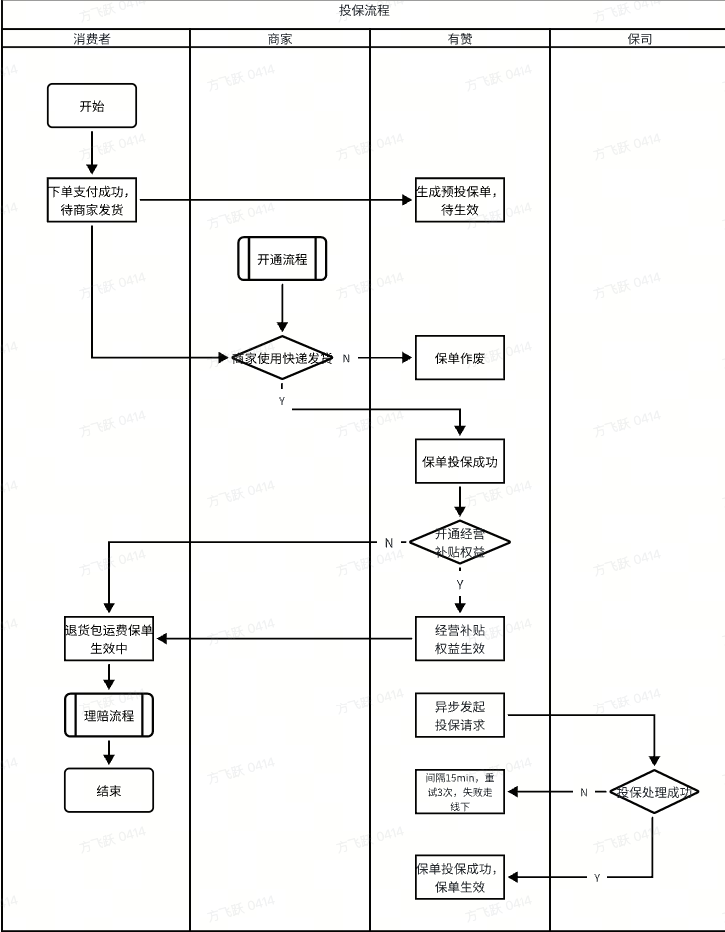 投保流程
消费者
商家
有赞
保司
开始
下单支付成功，
待商家发货
生成预投保单，
待生效
开通流程
商家使用快递发货
N
保单作废
Y
保单投保成功
开通经营
补贴权益
N
Y
退货包运费保单
生效中
经营补贴
权益生效
理赔流程
异步发起
投保请求
结束
间隔15min，重
试3次，失败走
线下
N
投保处理成功
保单投保成功，
保单生效
Y
方飞跃 0414